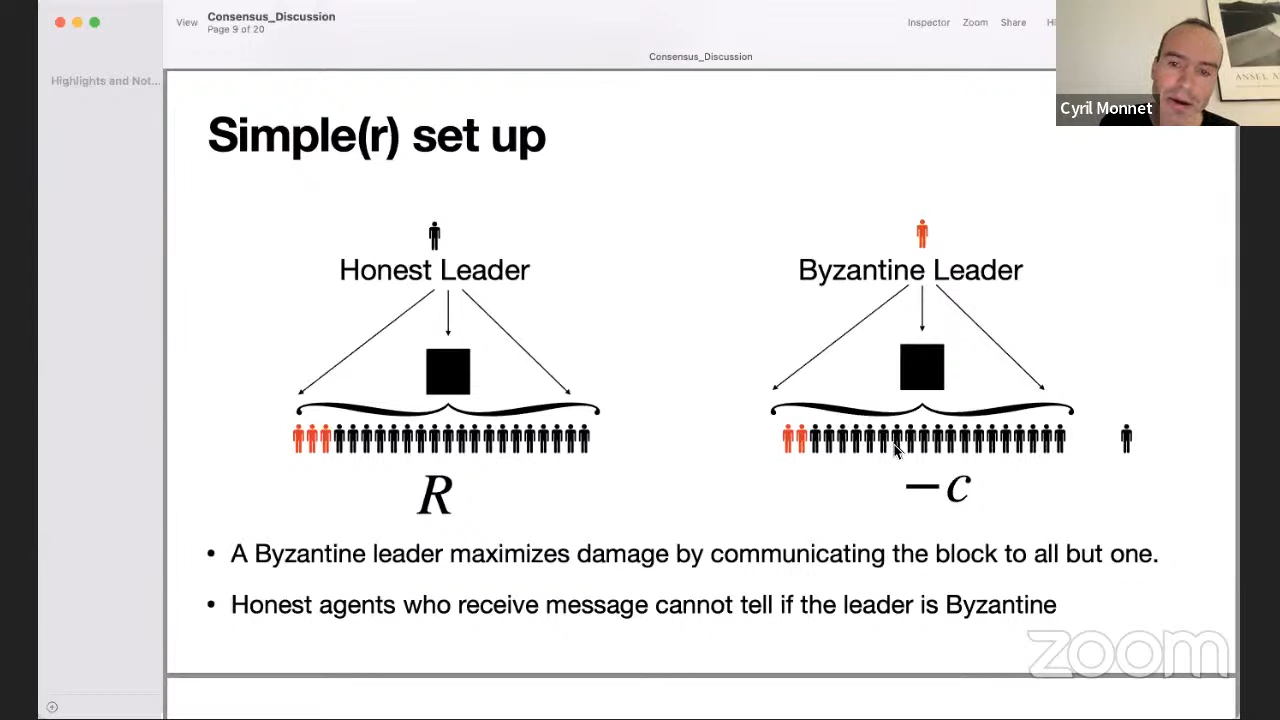 View
Consensus_Discussion
Page 9 of 20
Inspector
Zoom
Share
Consensus_Discussion
Highlights and Not...
Cyril Monnet
Simple(r) set up
Honest Leader
Byzantine Leader
R
−c
• A Byzantine leader maximizes damage by communicating the block to all but one.
• Honest agents who receive message cannot tell if the leader is Byzantine
zoom